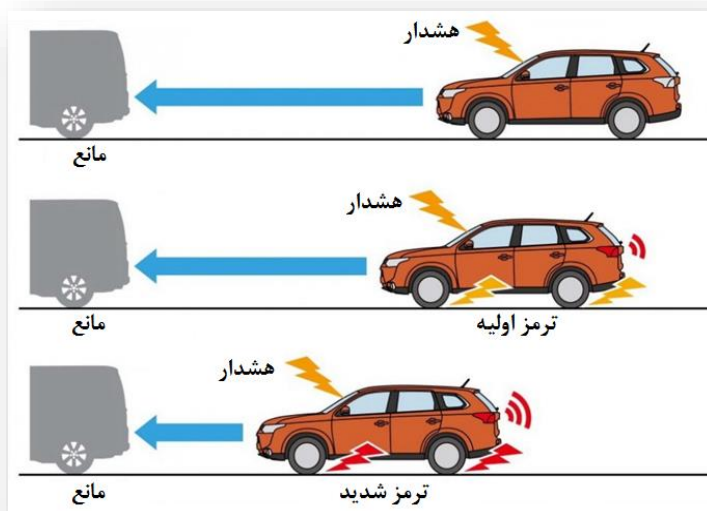 هشدار
مانع
هشدار
مانع
ترمز اولیه
هشدار
مانع
ترمز شدید